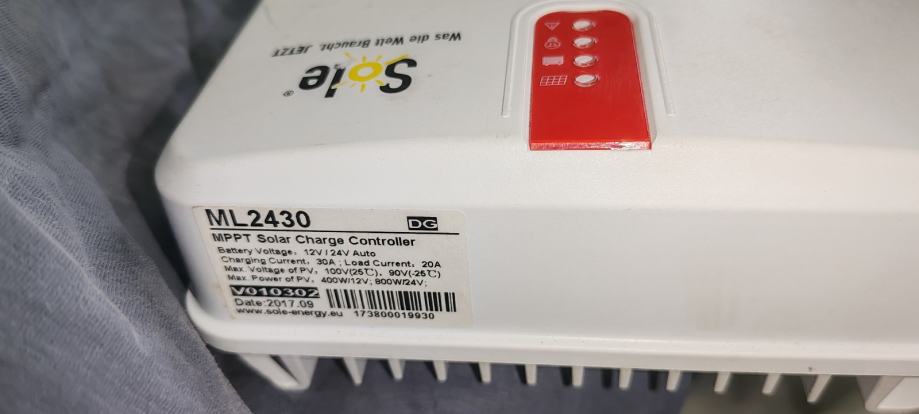 Sole®
Was die Welt Braucht. JETZT
ML2430
DG
MPPT Solar Charge Controller
Battery Voltage: 12V / 24V Auto
Charging Current: 30A ; Load Current: 20A
Max. Voltage of PV: 100V(25℃), 90V(-25℃)
Max. Power of PV: 400W/12V; 800W/24V;
V010302
Date:2017.09
www.sole-energy.eu 173800019930